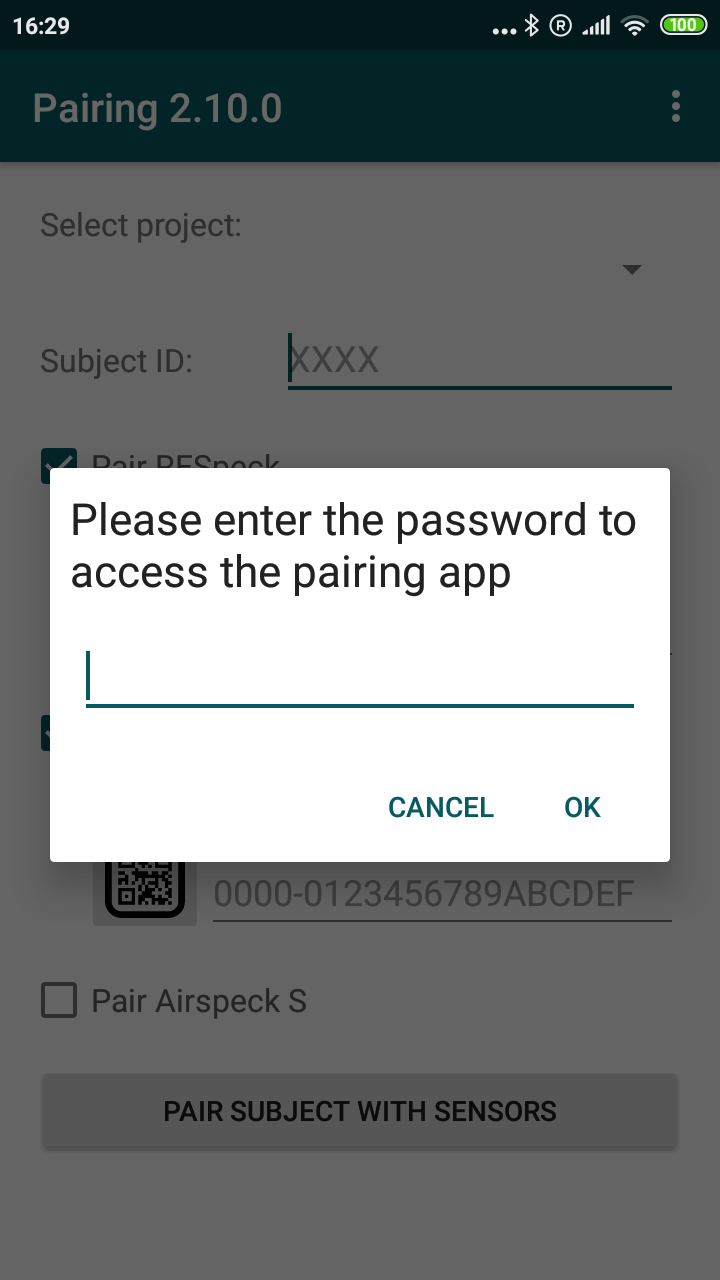 16:29
100
Pairing 2.10.0
Select project:
Subject ID:
XXXX
Pair RESpeck
Please enter the password to
access the pairing app
CANCEL
OK
0000-0123456789ABCDEF
Pair Airspeck S
PAIR SUBJECT WITH SENSORS